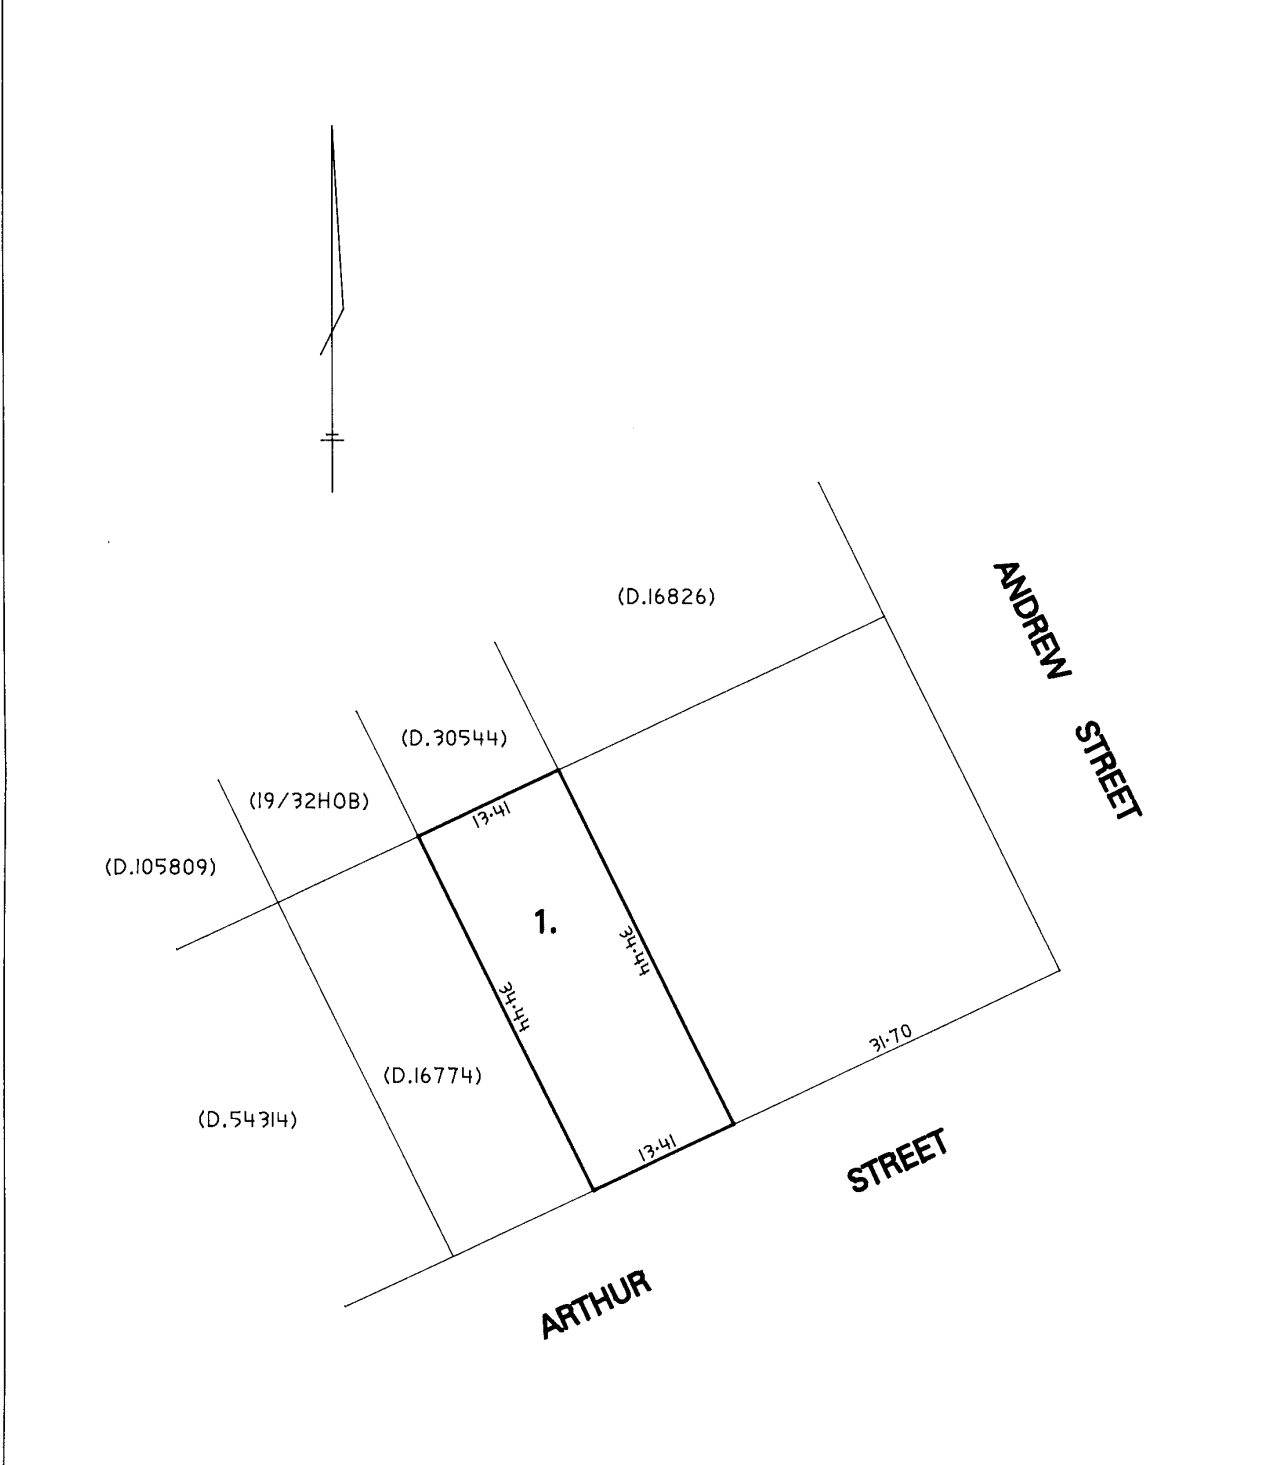 (D.16826)
ANDREW STREET
(D.30544)
(19/32HOB)
13·41
(D.105809)
1.
34·44
34·44
31·70
(D.16774)
(D.54314)
13·41
ARTHUR STREET